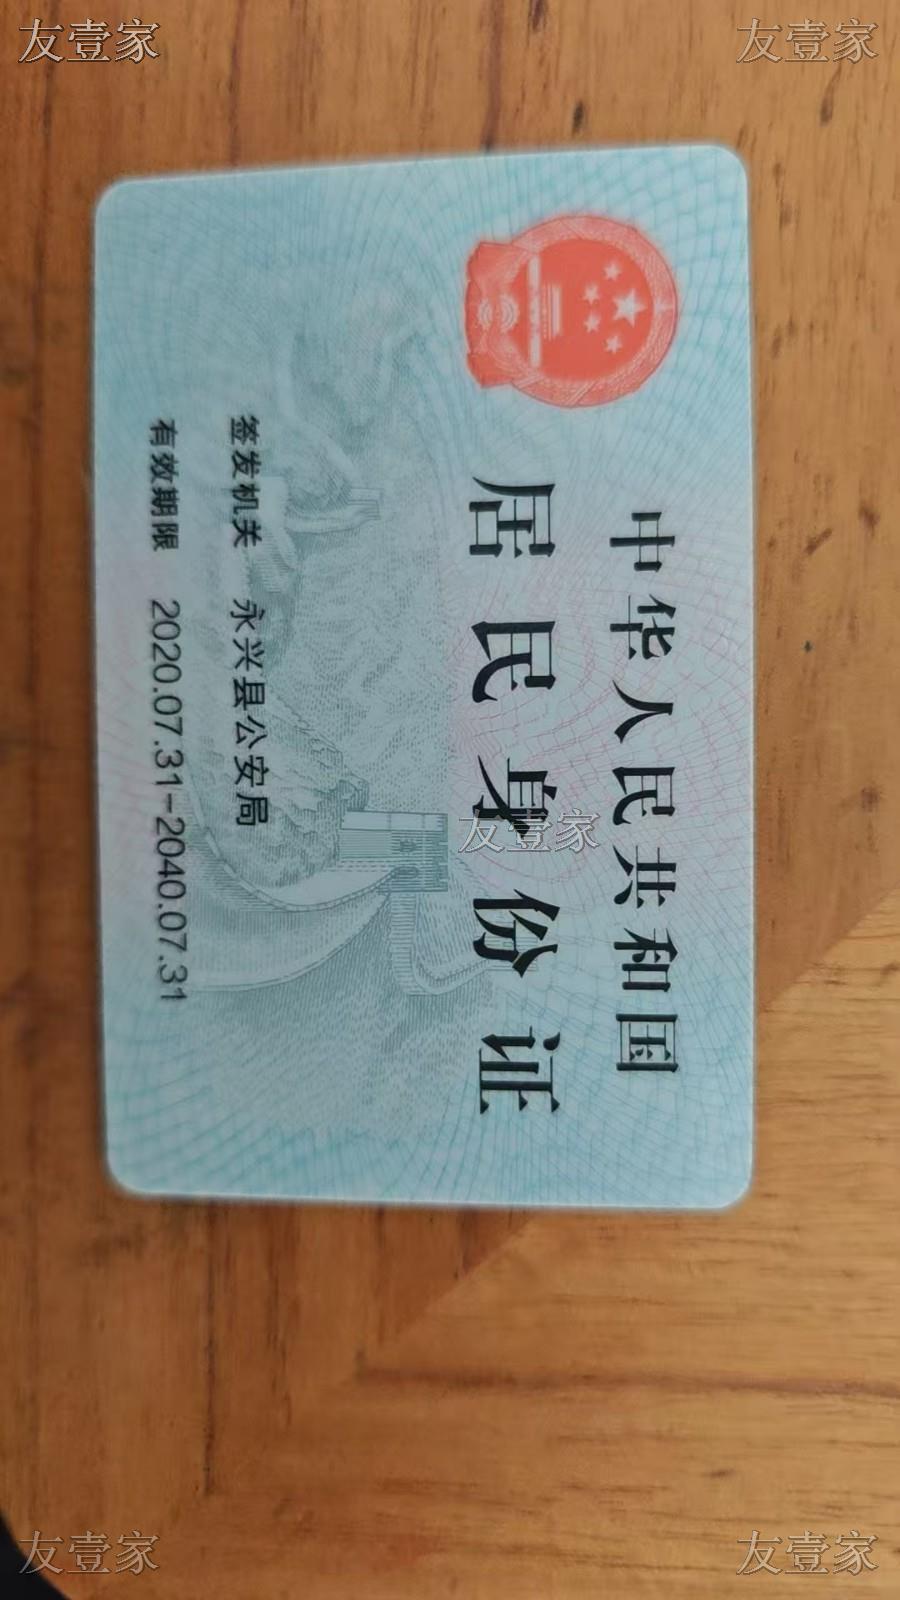 中华人民共和国
居民身份证
签发机关 永兴县公安局
有效期限 2020.07.31-2040.07.31
友壹家
友壹家
友壹家
友壹家
友壹家